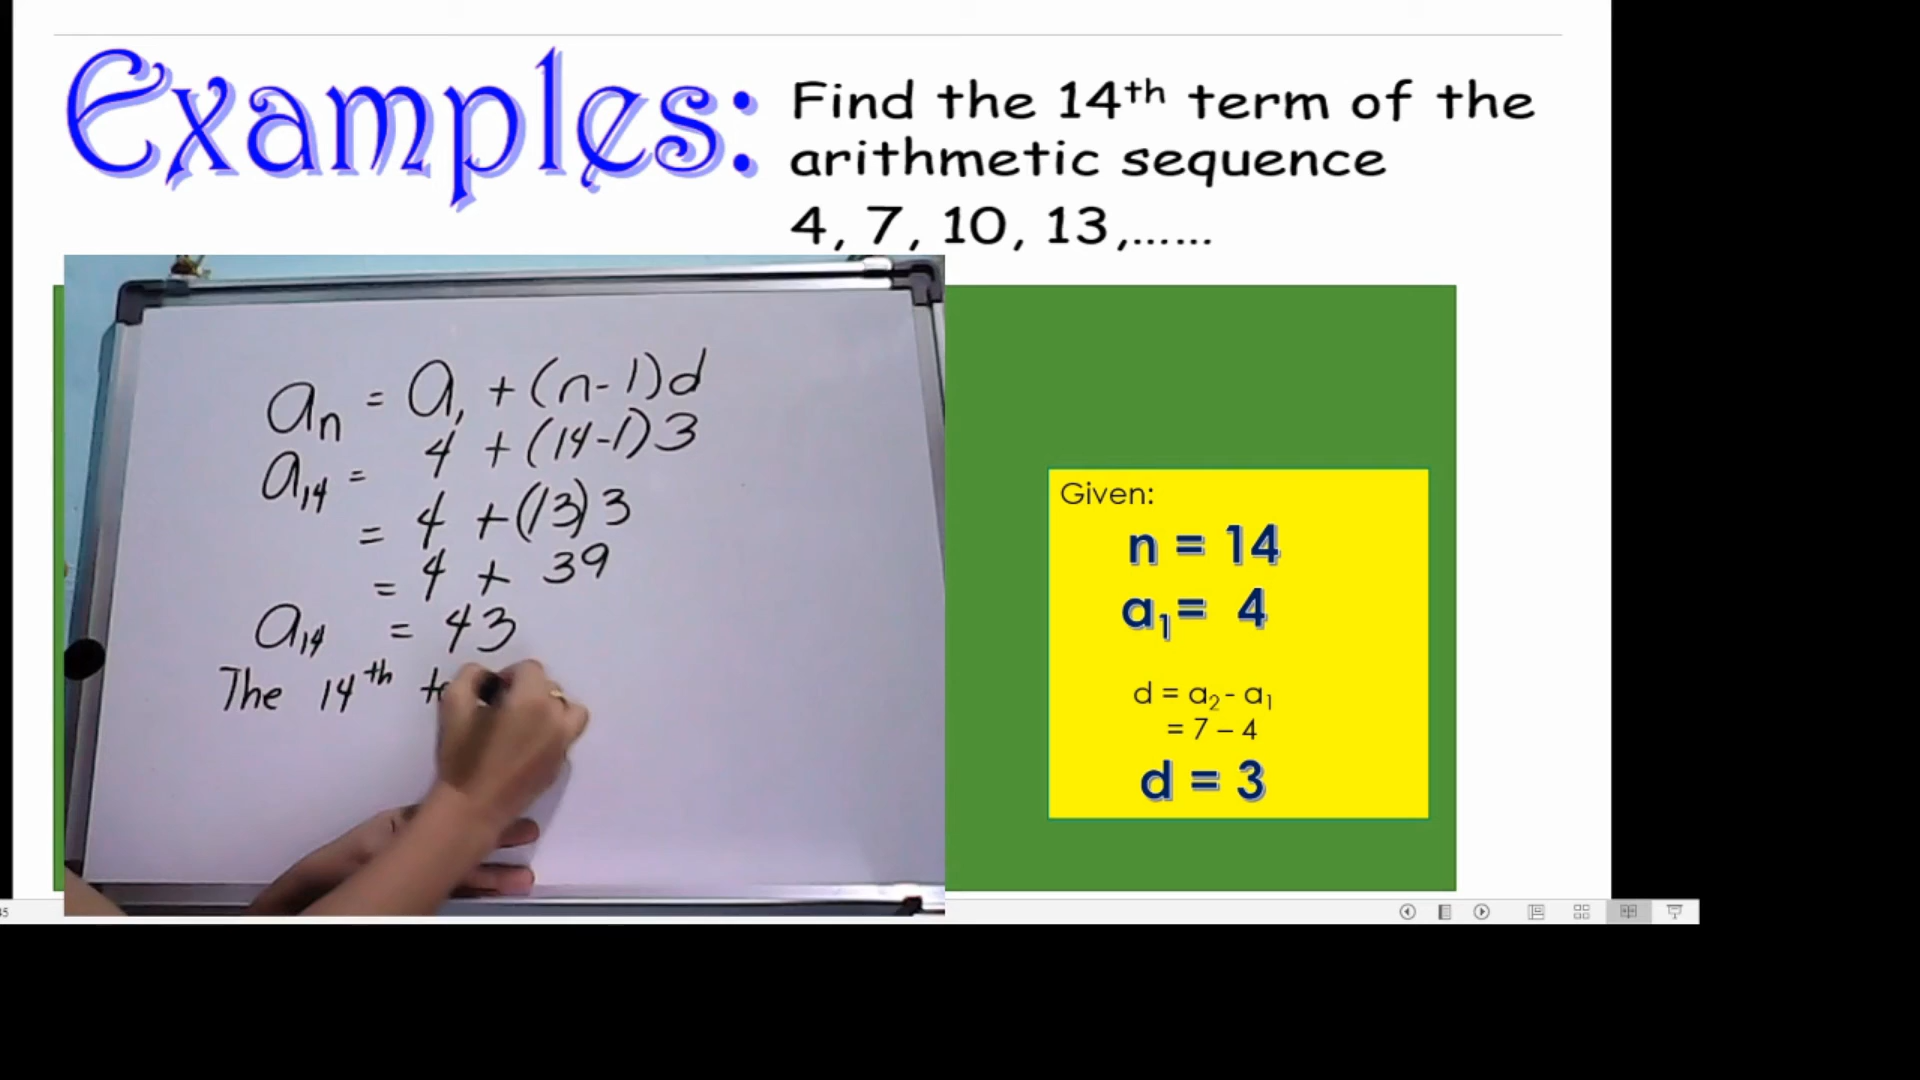 Examples:
Find the 14th term of the
arithmetic sequence
4, 7, 10, 13,......
an = a1 + (n-1)d
a14 = 4 + (14-1)3
= 4 + (13)3
= 4 + 39
a14 = 43
The 14th
Given:
n = 14
a1= 4
d = a2 - a1
= 7 – 4
d = 3